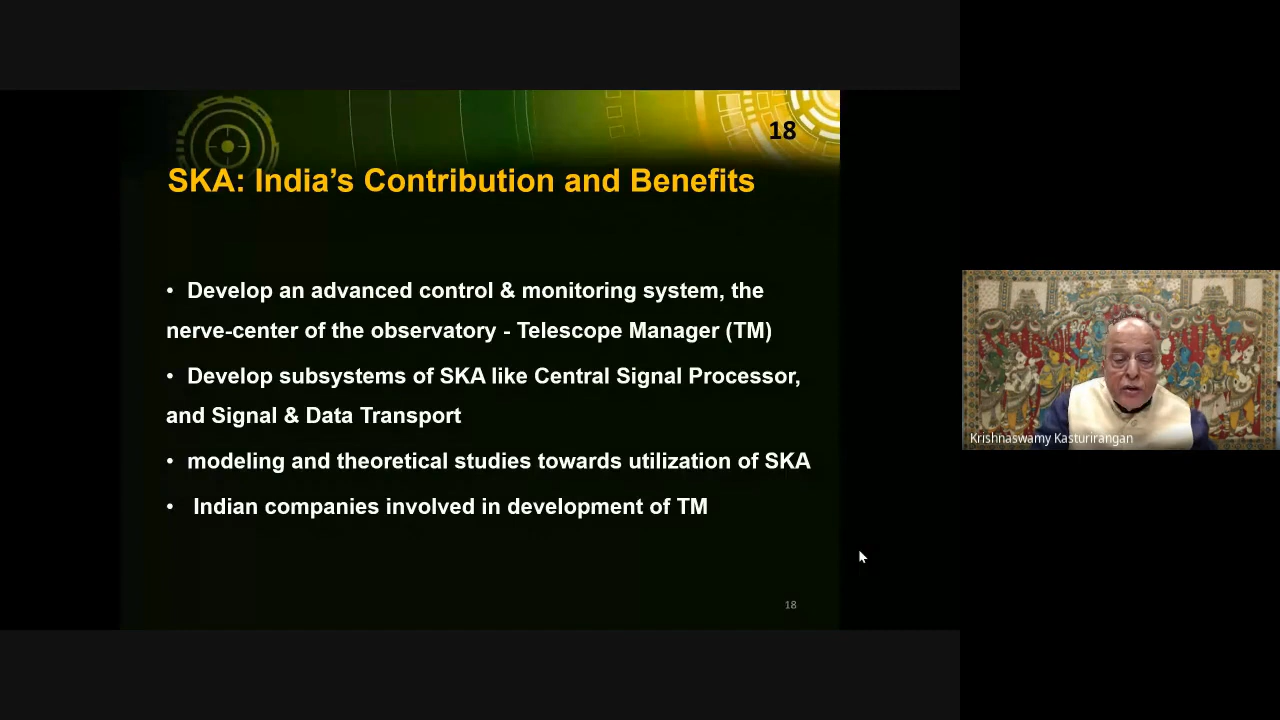 18
SKA: India’s Contribution and Benefits
• Develop an advanced control & monitoring system, the
nerve-center of the observatory - Telescope Manager (TM)
• Develop subsystems of SKA like Central Signal Processor,
and Signal & Data Transport
• modeling and theoretical studies towards utilization of SKA
• Indian companies involved in development of TM
18
Krishnaswamy Kasturirangan